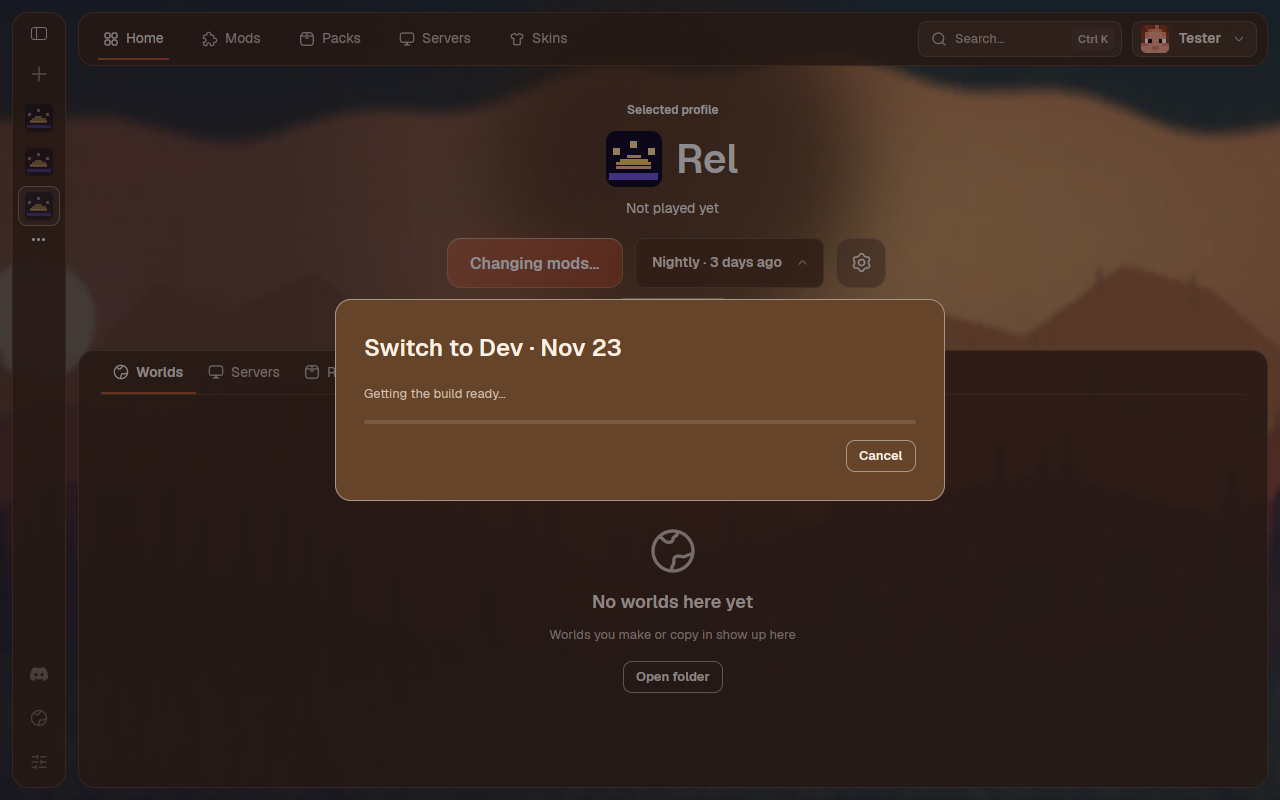 Home
Mods
Packs
Servers
Skins
Search...
Ctrl K
Tester
Selected profile
Rel
Not played yet
Changing mods...
Nightly · 3 days ago
Switch to Dev · Nov 23
Getting the build ready...
Cancel
Worlds
Servers
No worlds here yet
Worlds you make or copy in show up here
Open folder